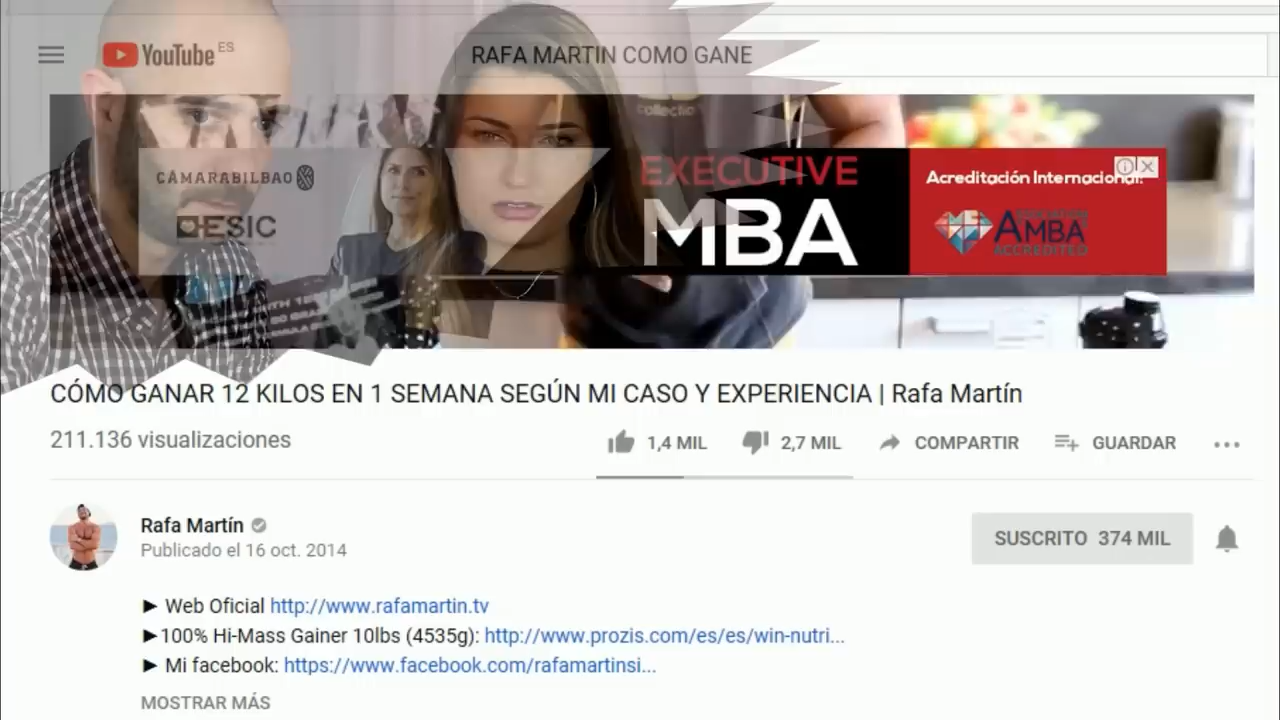 YouTube ES
RAFA MARTIN COMO GANE
collectio
CÁMARABILBAO
ESIC
EXECUTIVE
MBA
Acreditación Internacional:
AMBA
ACCREDITED
CÓMO GANAR 12 KILOS EN 1 SEMANA SEGÚN MI CASO Y EXPERIENCIA | Rafa Martín
211.136 visualizaciones
1,4 MIL
2,7 MIL
COMPARTIR
GUARDAR
Rafa Martín
Publicado el 16 oct. 2014
SUSCRITO 374 MIL
► Web Oficial http://www.rafamartin.tv
►100% Hi-Mass Gainer 10lbs (4535g): http://www.prozis.com/es/es/win-nutri...
► Mi facebook: https://www.facebook.com/rafamartinsi...
MOSTRAR MÁS